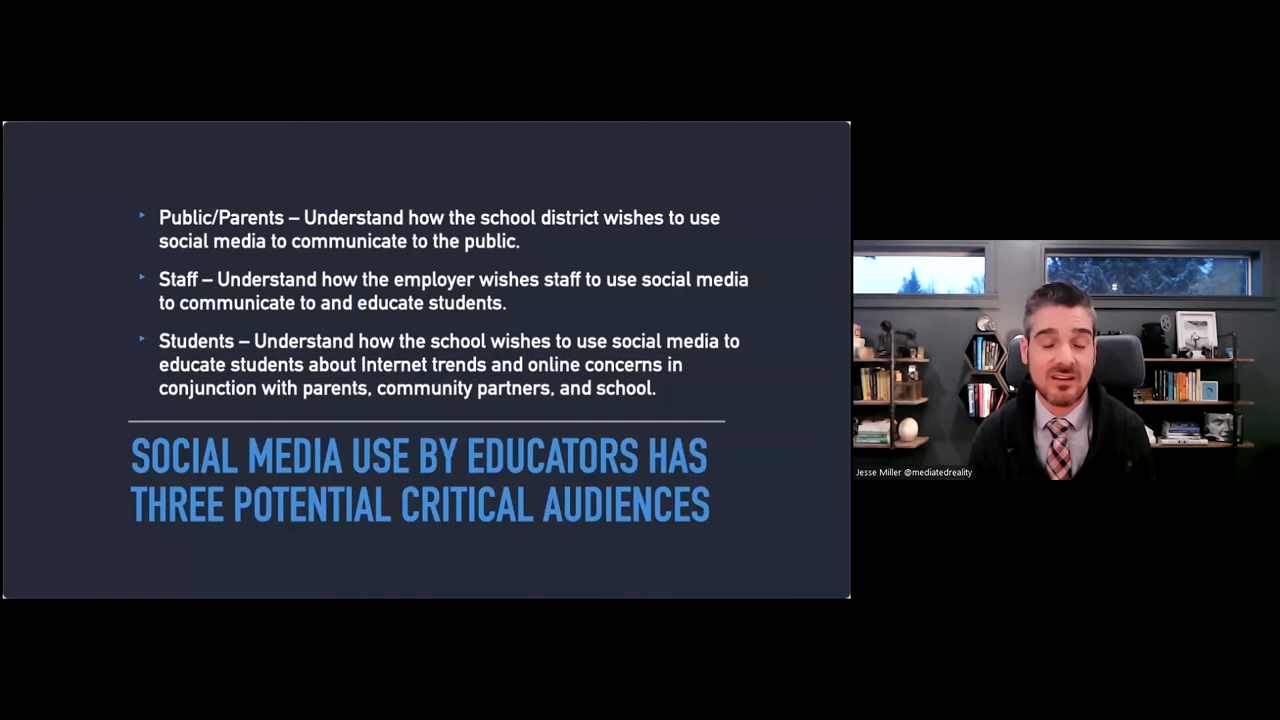 Public/Parents – Understand how the school district wishes to use
social media to communicate to the public.
Staff – Understand how the employer wishes staff to use social media
to communicate to and educate students.
Students – Understand how the school wishes to use social media to
educate students about Internet trends and online concerns in
conjunction with parents, community partners, and school.
SOCIAL MEDIA USE BY EDUCATORS HAS
THREE POTENTIAL CRITICAL AUDIENCES
Jesse Miller @mediatedreality